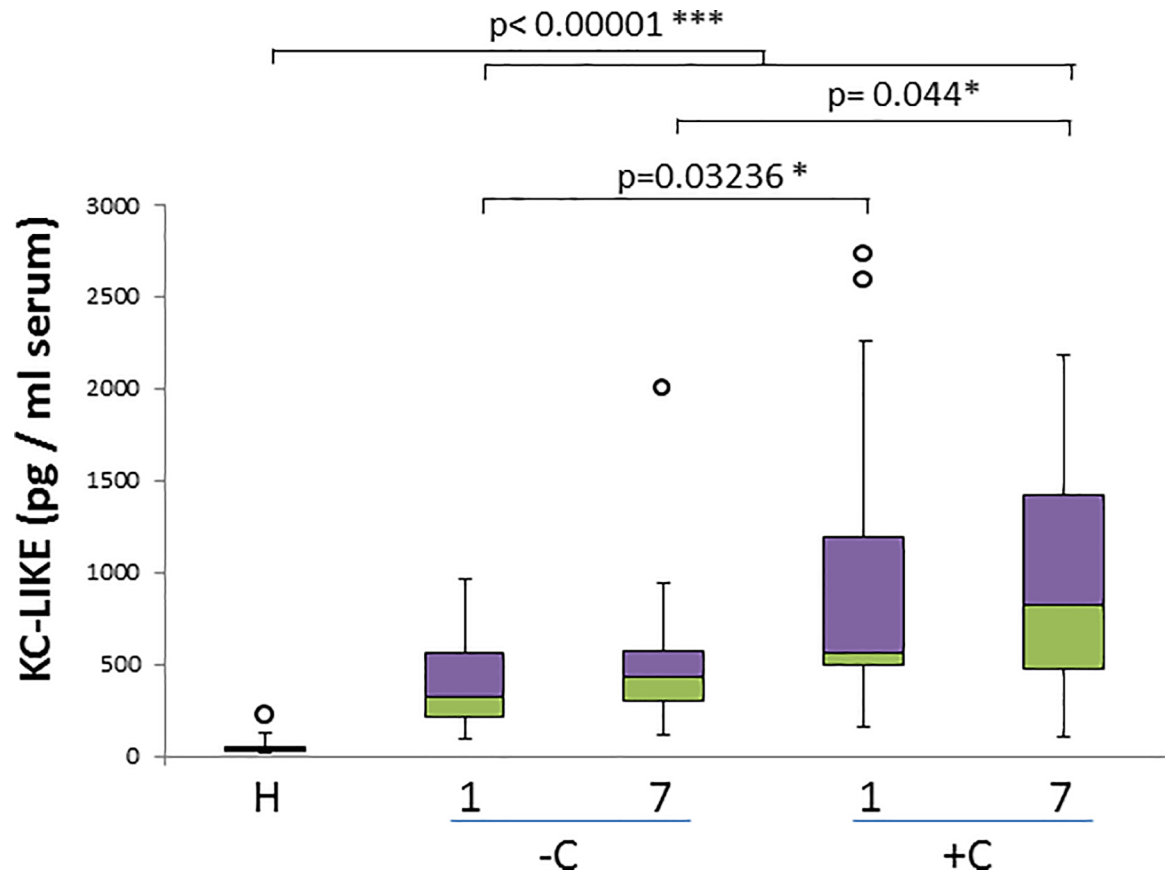 p< 0.00001 ***
p= 0.044*
p=0.03236 *
KC-LIKE (pg / ml serum)
3000
2500
2000
1500
1000
500
0
H 1 7 1 7
-C +C